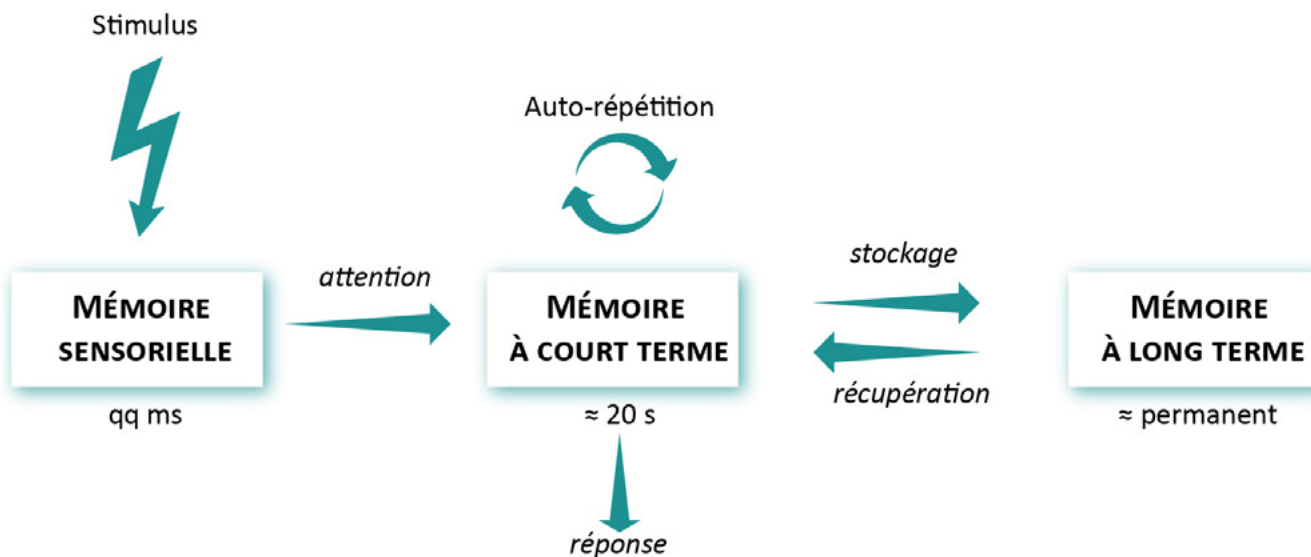 Stimulus
Auto-répétition
attention
stockage
MÉMOIRE
SENSORIELLE
MÉMOIRE
À COURT TERME
MÉMOIRE
À LONG TERME
récupération
qq ms
≈ 20 s
≈ permanent
réponse